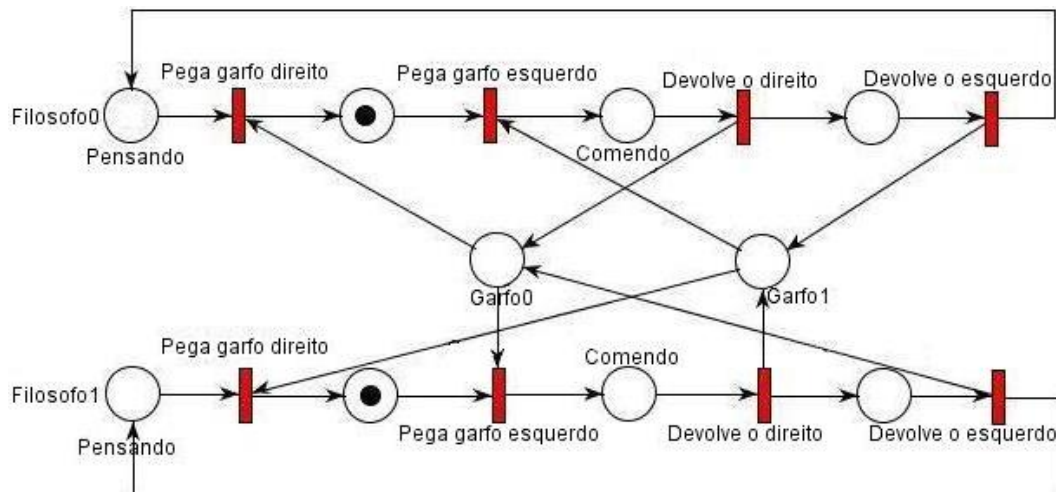 Pega garfo direito
Pega garfo esquerdo
Devolve o direito
Devolve o esquerdo
Filosofo0
Pensando
Comendo
Garfo0
Garfo1
Pega garfo direito
Comendo
Filosofo1
Pensando
Pega garfo esquerdo
Devolve o direito
Devolve o esquerdo